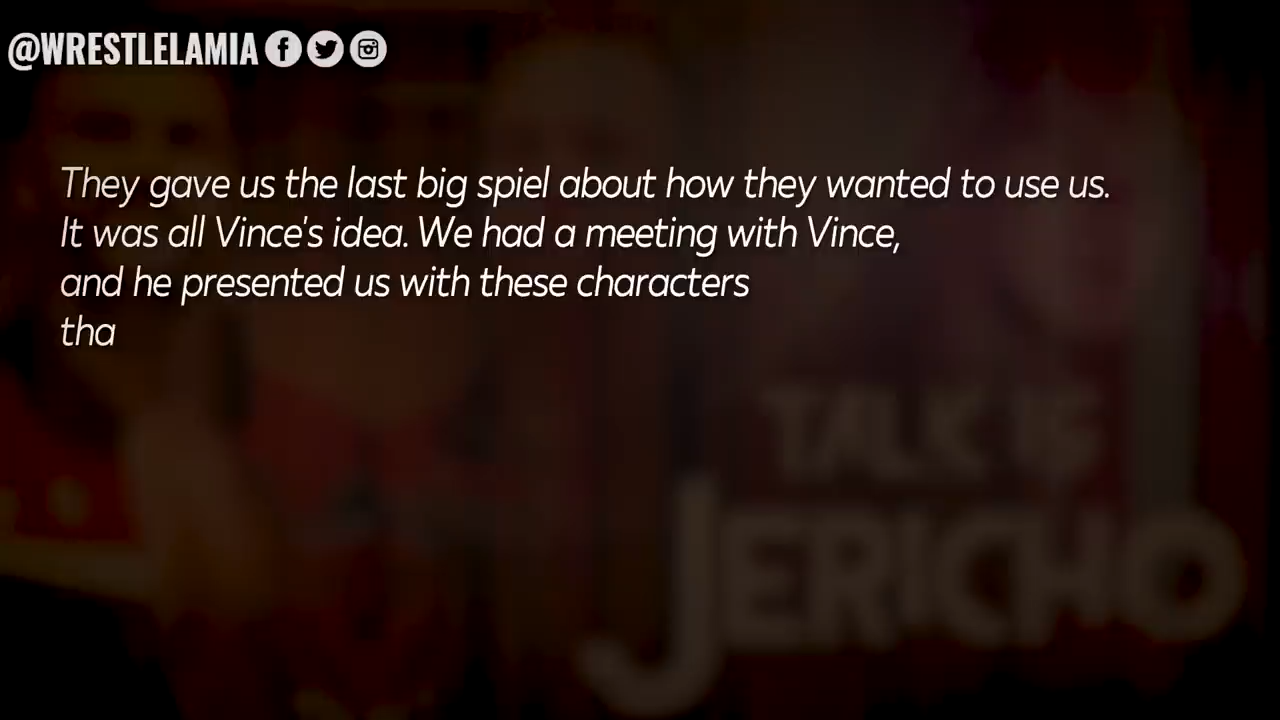 @WRESTLELAMIA
They gave us the last big spiel about how they wanted to use us.
It was all Vince's idea. We had a meeting with Vince,
and he presented us with these characters
tha
TALK IS
JERICHO